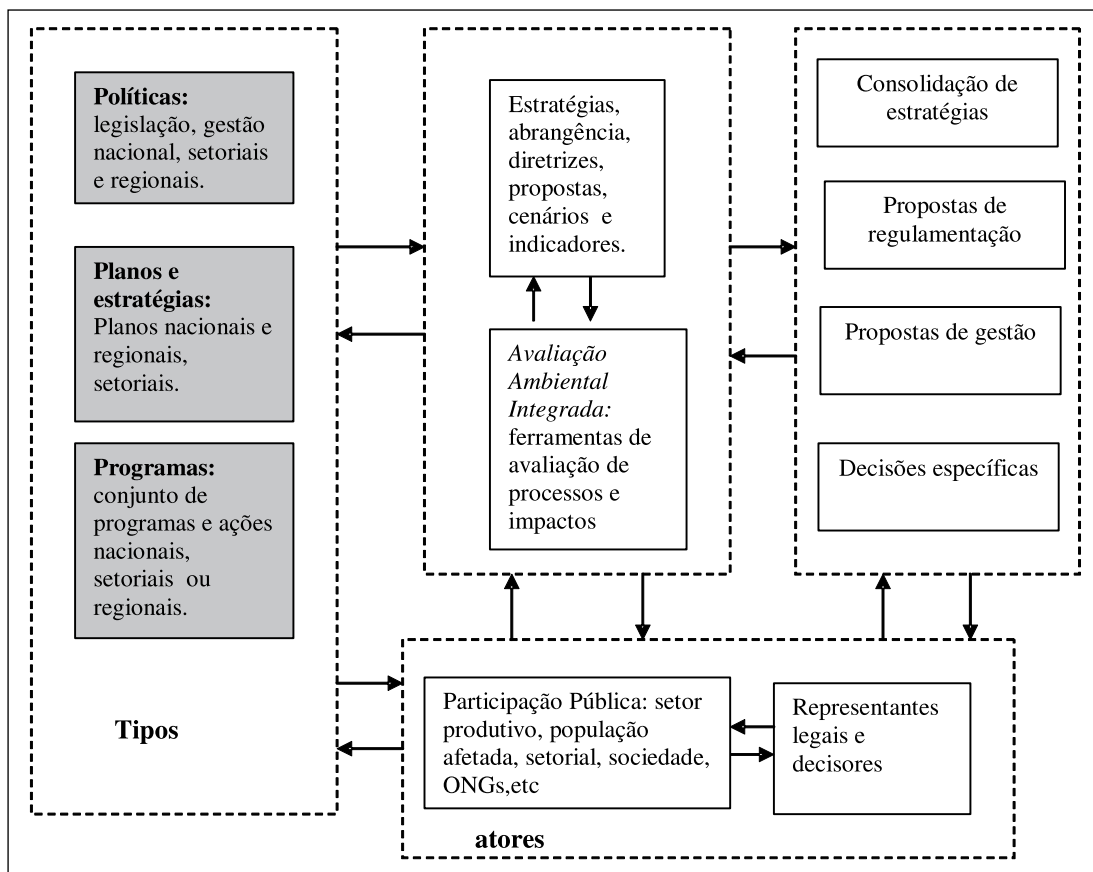 Políticas:
legislação, gestão
nacional, setoriais
e regionais.
Planos e
estratégias:
Planos nacionais e
regionais,
setoriais.
Programas:
conjunto de
programas e ações
nacionais,
setoriais ou
regionais.
Tipos
Estratégias,
abrangência,
diretrizes,
propostas,
cenários e
indicadores.
Avaliação
Ambiental
Integrada:
ferramentas de
avaliação de
processos e
impactos
Consolidação de
estratégias
Propostas de
regulamentação
Propostas de gestão
Decisões específicas
Participação Pública: setor
produtivo, população
afetada, setorial, sociedade,
ONGs,etc
Representantes
legais e
decisores
atores